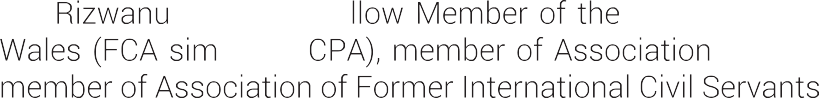 Rizwanu llow Member of the
Wales (FCA sim CPA), member of Association
member of Association of Former International Civil Servants